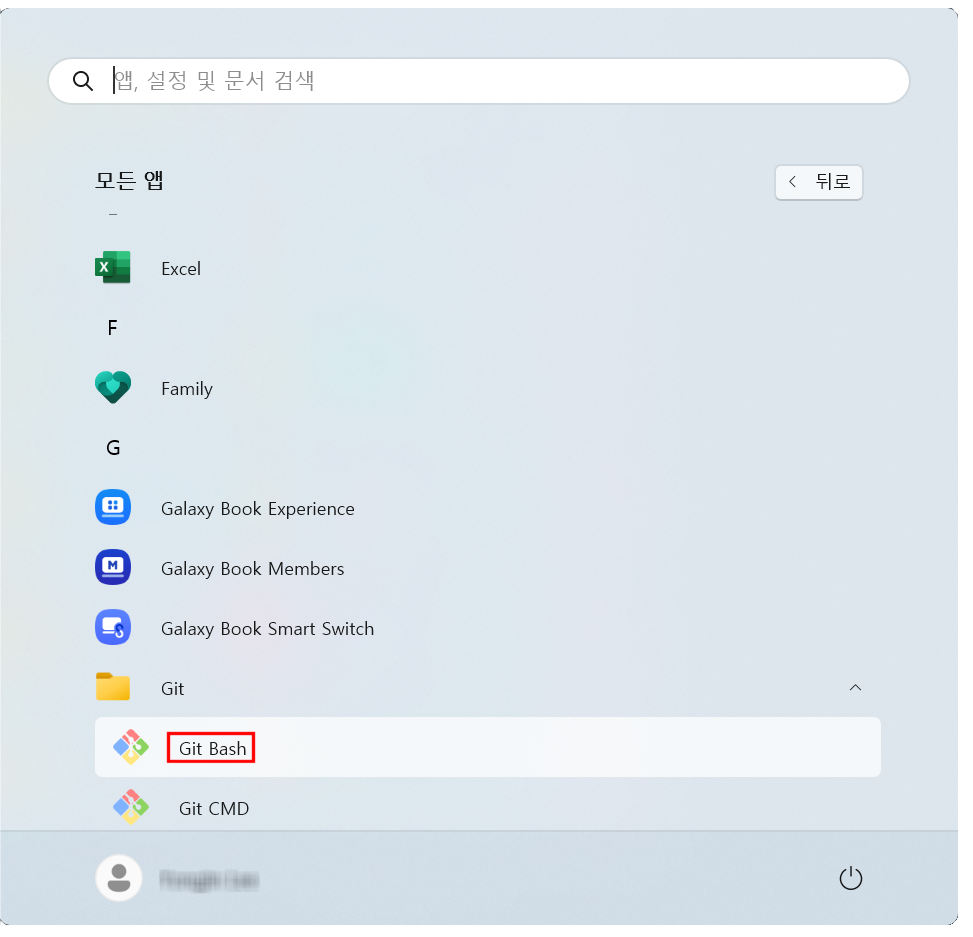 앱, 설정 및 문서 검색
모든 앱
뒤로
Excel
F
Family
G
Galaxy Book Experience
Galaxy Book Members
Galaxy Book Smart Switch
Git
Git Bash
Git CMD